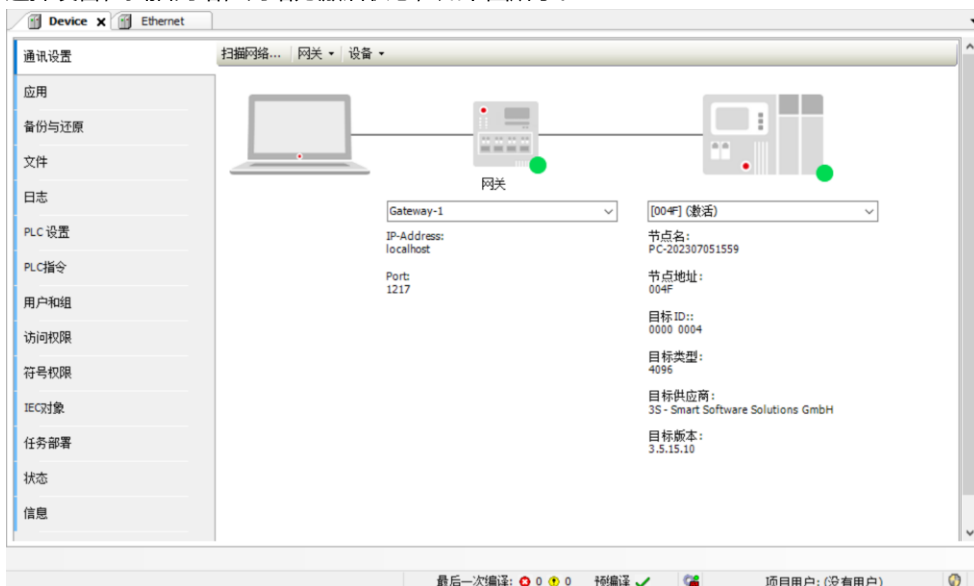 Device
Ethernet
通讯设置
扫描网络... 网关 设备
应用
备份与还原
文件
日志
PLC 设置
PLC指令
用户和组
访问权限
符号权限
IEC对象
任务部署
状态
信息
网关
Gateway-1
IP-Address:
localhost
Port:
1217
[004F] (激活)
节点名:
PC-202307051559
节点地址:
004F
目标ID::
0000 0004
目标类型:
4096
目标供应商:
3S - Smart Software Solutions GmbH
目标版本:
3.5.15.10
最后一次编译: 0 0 预编译 项目用户: (没有用户)